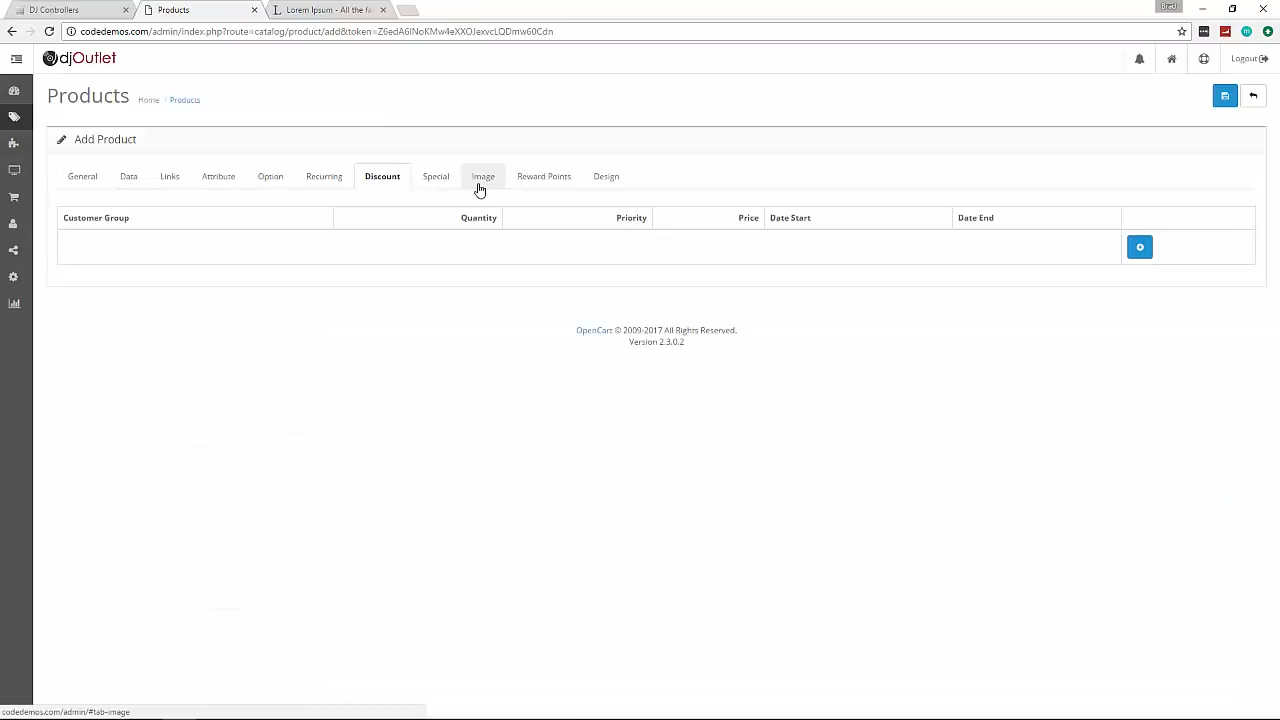 DJ Controllers
Products
Lorem Ipsum - All the fa
Bred
codedemos.com/admin/index.php?route=catalog/product/add&token=Z6edA6INoKMw4eXXOJexvcLQDmw60Cdn
djOutlet
Logout
Products
Home / Products
Add Product
General
Data
Links
Attribute
Option
Recurring
Discount
Special
Image
Reward Points
Design
Customer Group
Quantity
Priority
Price
Date Start
Date End
OpenCart © 2009-2017 All Rights Reserved.
Version 2.3.0.2
codedemos.com/admin/#tab-image